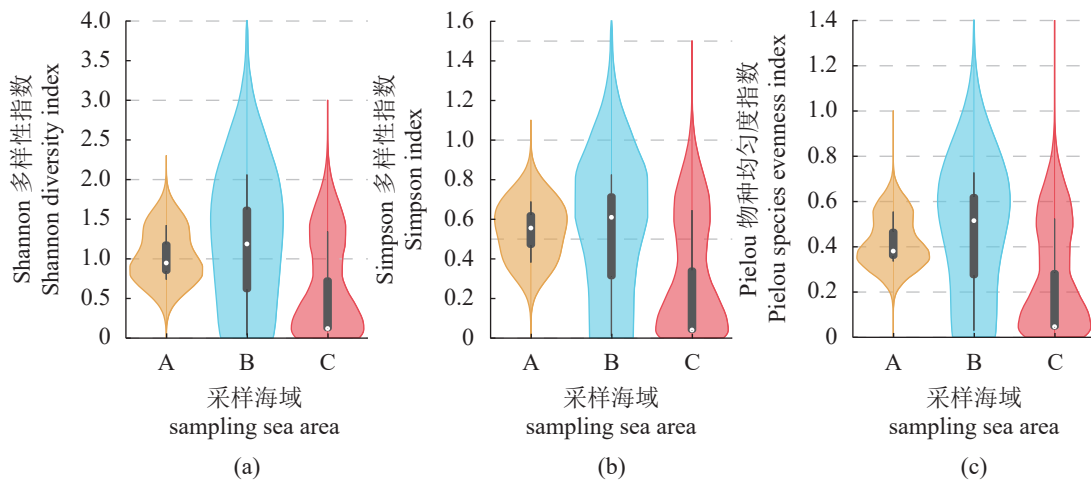 Shannon 多样性指数
Shannon diversity index
4.0
3.0
2.5
2.0
1.5
1.0
0.5
0
A
B
C
采样海域
sampling sea area
(a)
Simpson 多样性指数
Simpson index
1.6
1.4
1.2
1.0
0.8
0.6
0.4
0.2
0
A
B
C
采样海域
sampling sea area
(b)
Pielou 物种均匀度指数
Pielou species evenness index
1.4
1.2
1.0
0.8
0.6
0.4
0.2
0
A
B
C
采样海域
sampling sea area
(c)